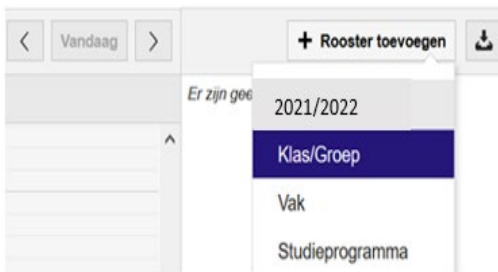 Vandaag
+ Rooster toevoegen
Er zijn gee
2021/2022
Klas/Groep
Vak
Studieprogramma